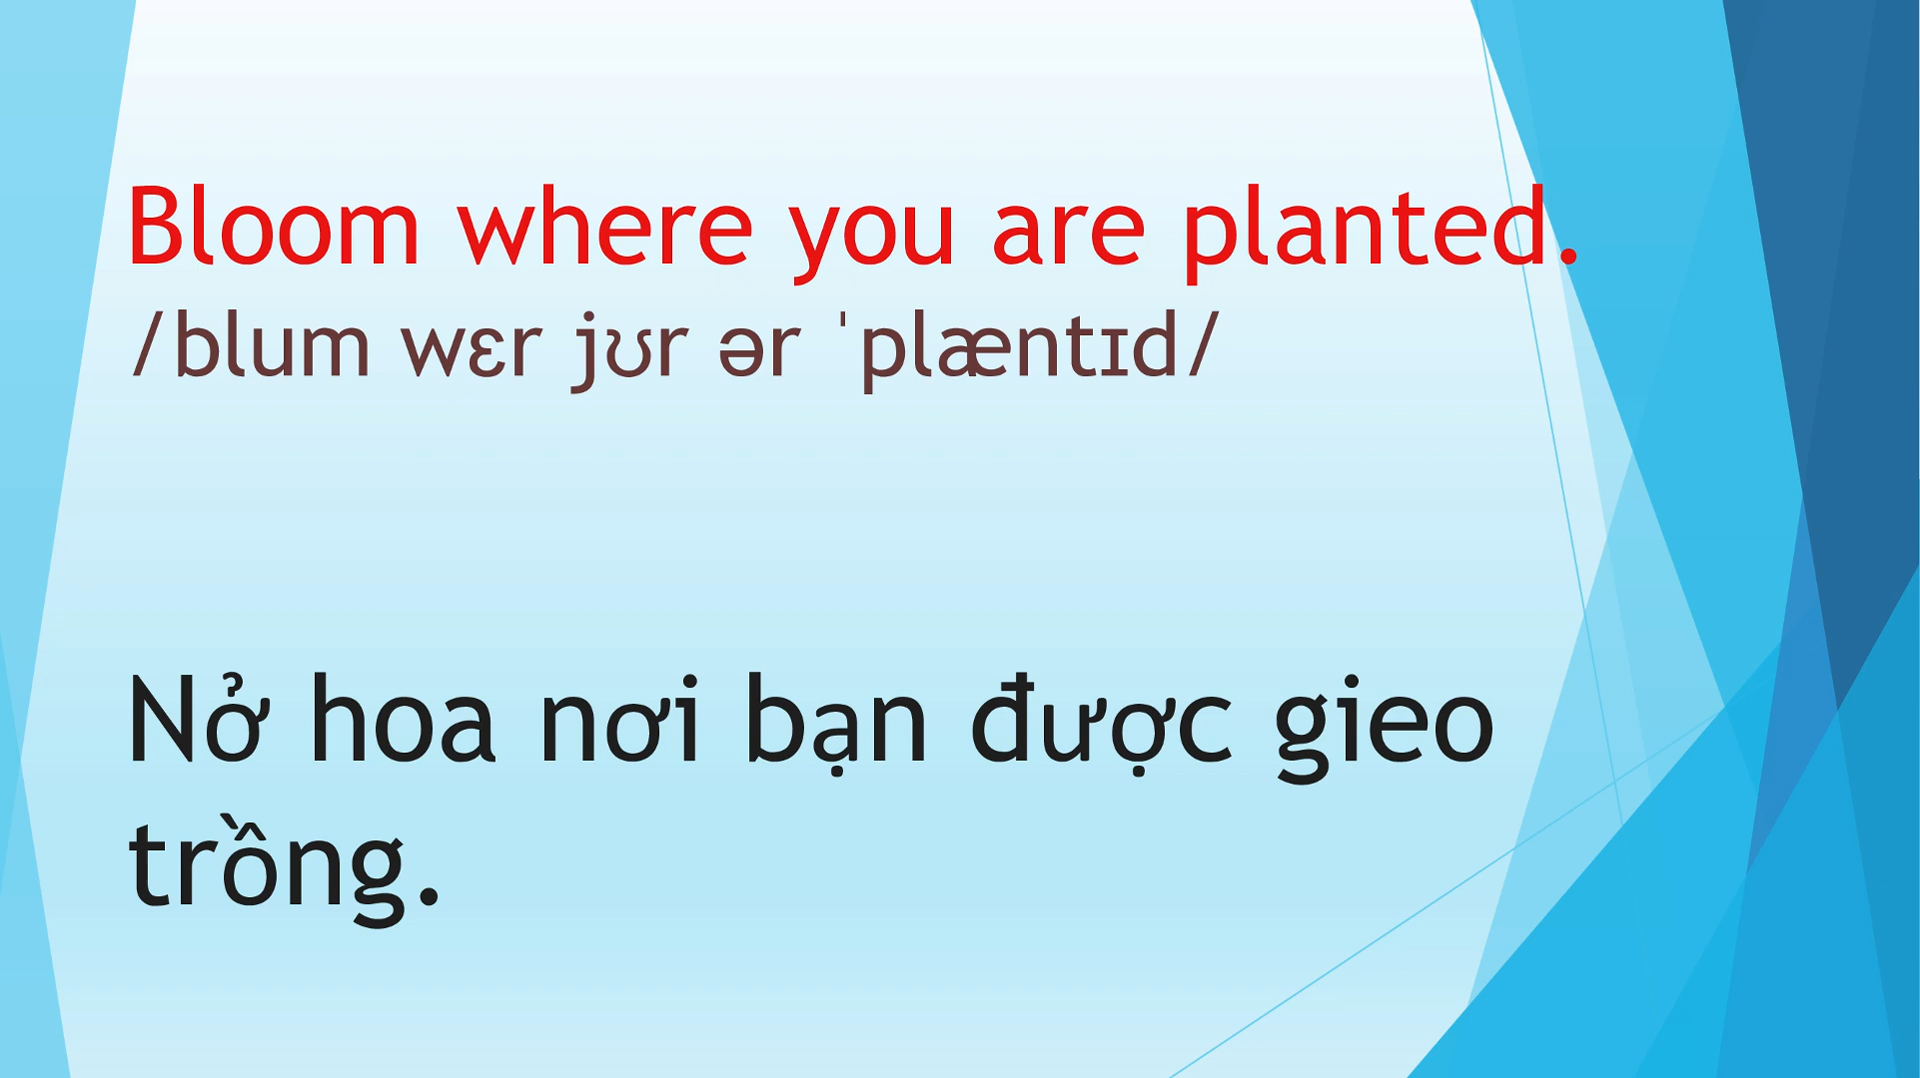 Bloom where you are planted.
/blum wɛr jʊr ər ˈplæntɪd/
Nở hoa nơi bạn được gieo
trồng.